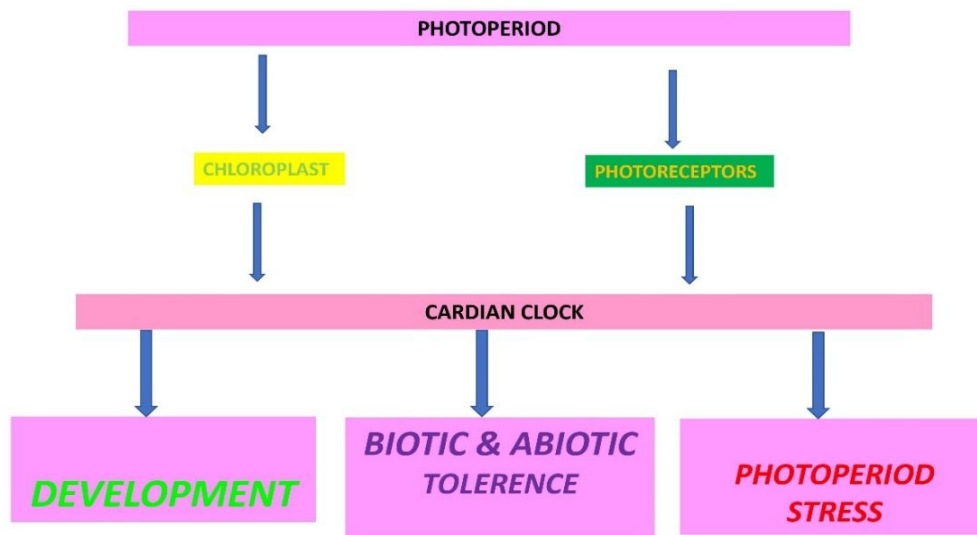 PHOTOPERIOD
CHLOROPLAST
PHOTORECEPTORS
CARDIAN CLOCK
DEVELOPMENT
BIOTIC & ABIOTIC
TOLERENCE
PHOTOPERIOD
STRESS